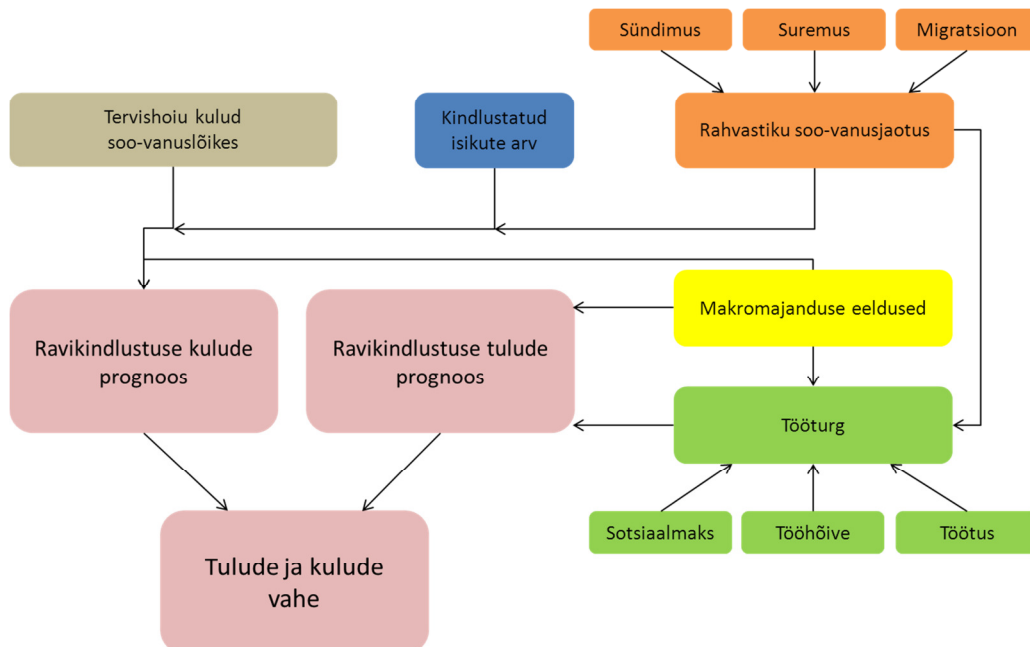 Sündimus
Suremus
Migratsioon
Tervishoiu kulud
soo-vanuslõikes
Kindlustatud
isikute arv
Rahvastiku soo-vanusjaotus
Makromajanduse eeldused
Ravikindlustuse kulude
prognoos
Ravikindlustuse tulude
prognoos
Tööturg
Sotsiaalmaks
Tööhõive
Töötus
Tulude ja kulude
vahe